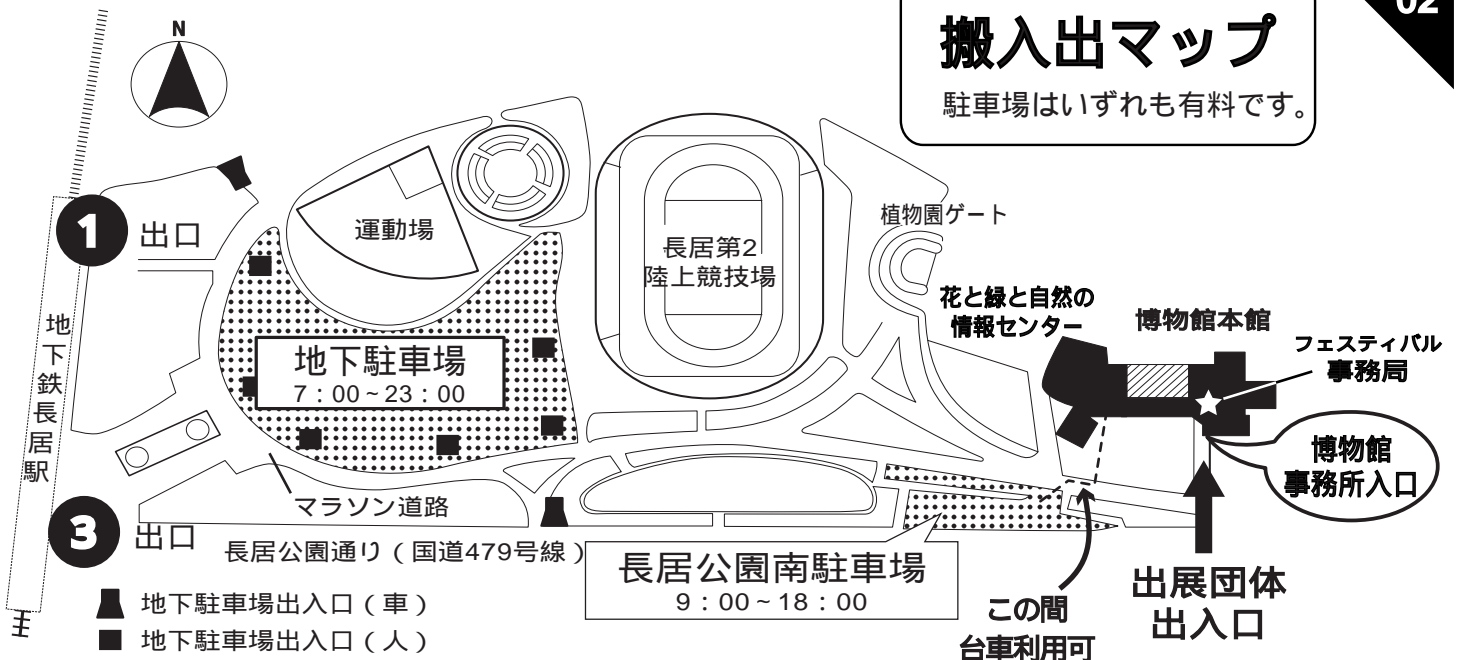 02
搬入出マップ
駐車場はいずれも有料です。
N
1 出口
運動場
長居第2
陸上競技場
植物園ゲート
花と緑と自然の
情報センター
博物館本館
フェスティバル
事務局
地下鉄長居駅
地下駐車場
7：00~23：00
博物館
事務所入口
マラソン道路
3 出口
長居公園通り（国道479号線）
長居公園南駐車場
9：00~18：00
この間
台車利用可
出展団体
出入口
地下駐車場出入口（車）
地下駐車場出入口（人）